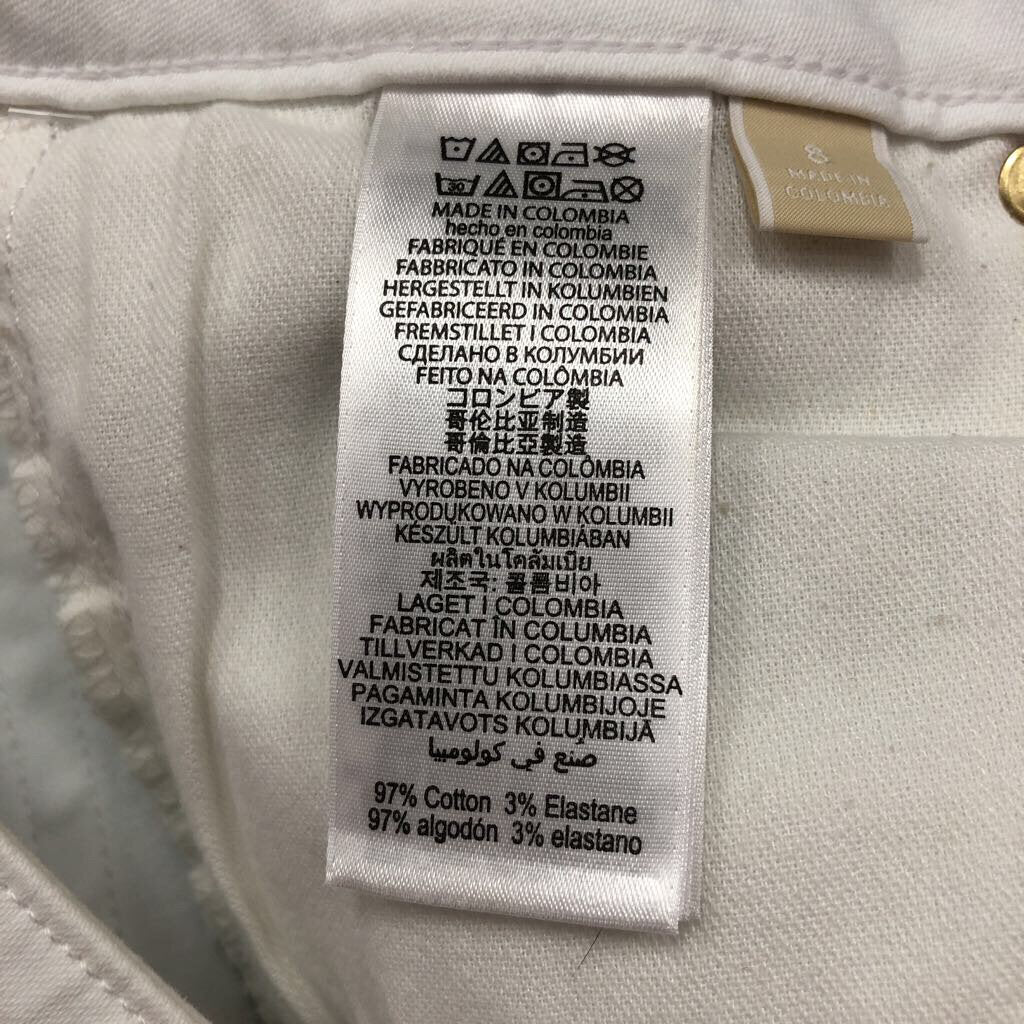 30
MADE IN COLOMBIA
hecho en colombia
FABRIQUÉ EN COLOMBIE
FABBRICATO IN COLOMBIA
HERGESTELLT IN KOLUMBIEN
GEFABRICEERD IN COLOMBIA
FREMSTILLET I COLOMBIA
СДЕЛАНО В КОЛУМБИИ
FEITO NA COLÔMBIA
コロンビア製
哥伦比亚制造
哥倫比亞製造
FABRICADO NA COLÔMBIA
VYROBENO V KOLUMBII
WYPRODUKOWANO W KOLUMBII
KÉSZÜLT KOLUMBIÁBAN
ผลิตในโคลัมเบีย
제조국: 콜롬비아
LAGET I COLOMBIA
FABRICAT ÎN COLUMBIA
TILLVERKAD I COLOMBIA
VALMISTETTU KOLUMBIASSA
PAGAMINTA KOLUMBIJOJE
IZGATAVOTS KOLUMBIJĀ
صُنع في كولومبيا
97% Cotton 3% Elastane
97% algodón 3% elastano
8
MADE IN
COLOMBIA